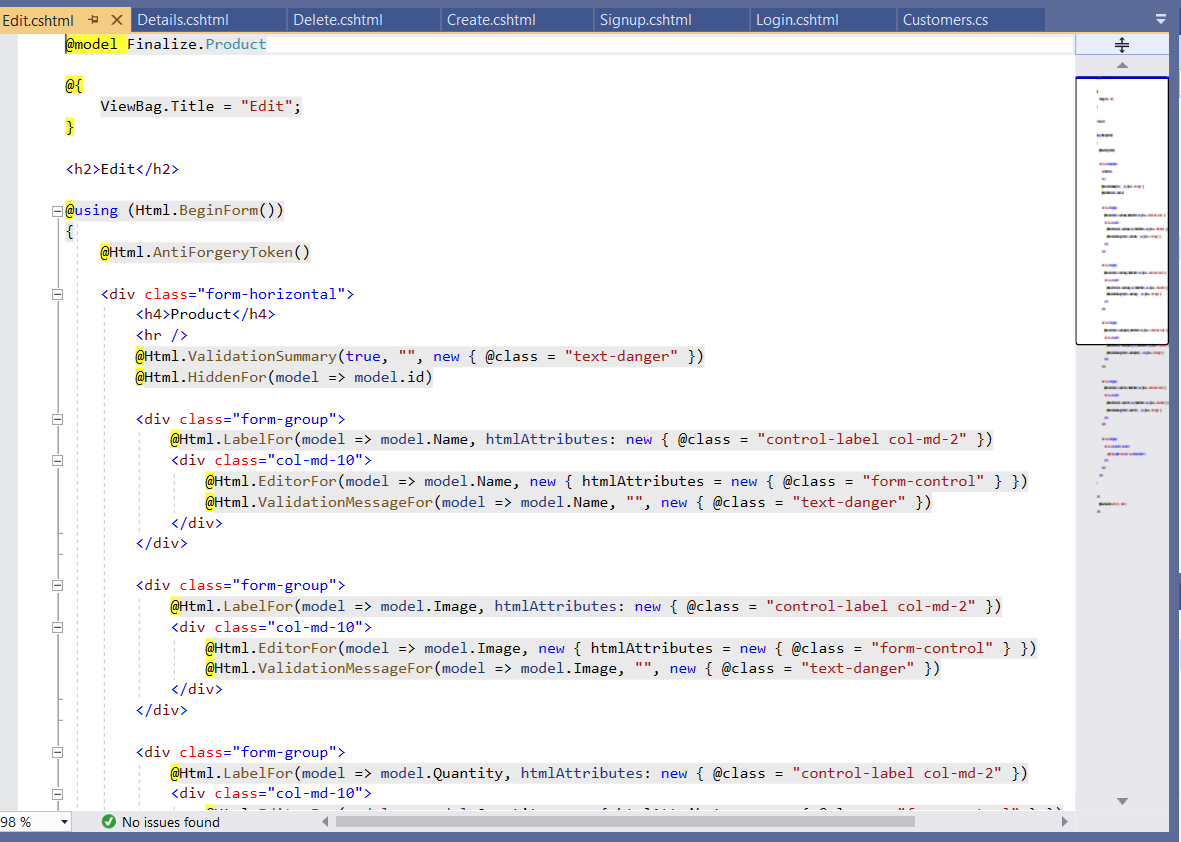 Edit.cshtml Details.cshtml Delete.cshtml Create.cshtml Signup.cshtml Login.cshtml Customers.cs
@model Finalize.Product
@{
ViewBag.Title = "Edit";
}
<h2>Edit</h2>
@using (Html.BeginForm())
{
@Html.AntiForgeryToken()
<div class="form-horizontal">
<h4>Product</h4>
<hr />
@Html.ValidationSummary(true, "", new { @class = "text-danger" })
@Html.HiddenFor(model => model.id)
<div class="form-group">
@Html.LabelFor(model => model.Name, htmlAttributes: new { @class = "control-label col-md-2" })
<div class="col-md-10">
@Html.EditorFor(model => model.Name, new { htmlAttributes = new { @class = "form-control" } })
@Html.ValidationMessageFor(model => model.Name, "", new { @class = "text-danger" })
</div>
</div>
<div class="form-group">
@Html.LabelFor(model => model.Image, htmlAttributes: new { @class = "control-label col-md-2" })
<div class="col-md-10">
@Html.EditorFor(model => model.Image, new { htmlAttributes = new { @class = "form-control" } })
@Html.ValidationMessageFor(model => model.Image, "", new { @class = "text-danger" })
</div>
</div>
<div class="form-group">
@Html.LabelFor(model => model.Quantity, htmlAttributes: new { @class = "control-label col-md-2" })
<div class="col-md-10">
98 % No issues found